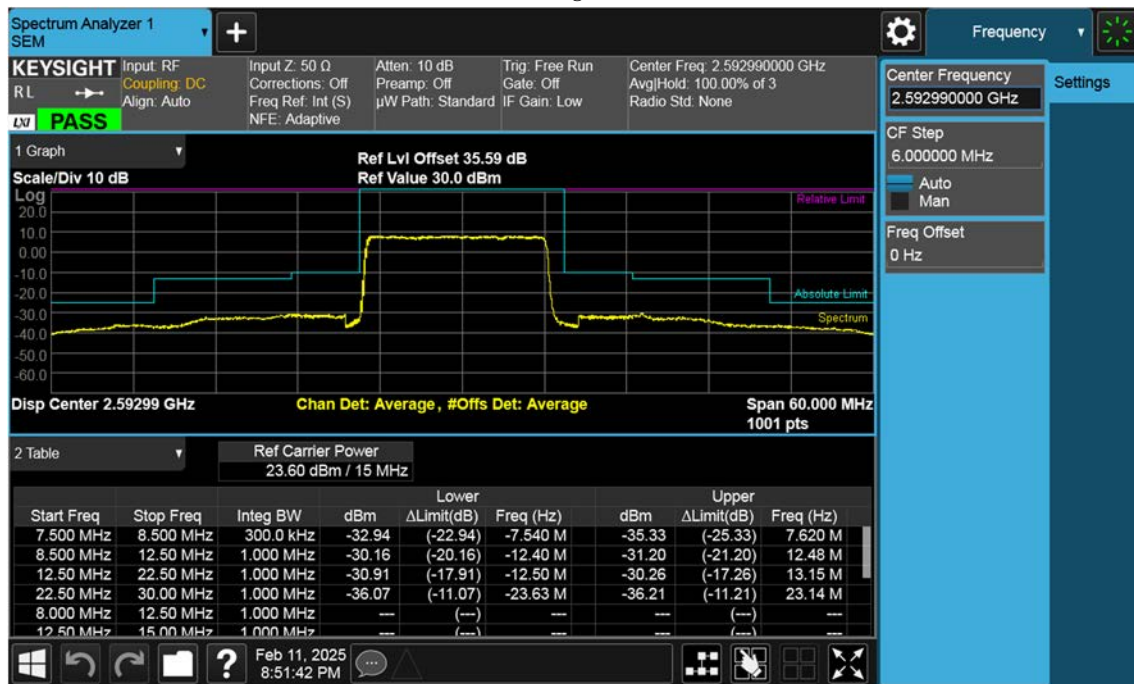 Spectrum Analyzer 1
SEM
Frequency
KEYSIGHT
RL
LXI PASS
Input: RF
Coupling: DC
Align: Auto
Input Z: 50 Ω
Corrections: Off
Freq Ref: Int (S)
NFE: Adaptive
Atten: 10 dB
Preamp: Off
µW Path: Standard
Trig: Free Run
Gate: Off
IF Gain: Low
Center Freq: 2.592990000 GHz
Avg|Hold: 100.00% of 3
Radio Std: None
Center Frequency
2.592990000 GHz
Settings
CF Step
6.000000 MHz
Auto
Man
Freq Offset
0 Hz
1 Graph
Scale/Div 10 dB
Ref Lvl Offset 35.59 dB
Ref Value 30.0 dBm
Log
20.0
10.0
0.00
-10.0
-20.0
-30.0
-40.0
-50.0
-60.0
Relative Limit
Absolute Limit
Spectrum
Disp Center 2.59299 GHz
Chan Det: Average, #Offs Det: Average
Span 60.000 MHz
1001 pts
2 Table
Ref Carrier Power
23.60 dBm / 15 MHz
Lower Upper
Start Freq Stop Freq Integ BW dBm ΔLimit(dB) Freq (Hz) dBm ΔLimit(dB) Freq (Hz)
7.500 MHz 8.500 MHz 300.0 kHz -32.94 (-22.94) -7.540 M -35.33 (-25.33) 7.620 M
8.500 MHz 12.50 MHz 1.000 MHz -30.16 (-20.16) -12.40 M -31.20 (-21.20) 12.48 M
12.50 MHz 22.50 MHz 1.000 MHz -30.91 (-17.91) -12.50 M -30.26 (-17.26) 13.15 M
22.50 MHz 30.00 MHz 1.000 MHz -36.07 (-11.07) -23.63 M -36.21 (-11.21) 23.14 M
8.000 MHz 12.50 MHz 1.000 MHz --- (---) --- --- (---) ---
12.50 MHz 15.00 MHz 1.000 MHz --- (---) --- --- (---) ---
? Feb 11, 2025
8:51:42 PM